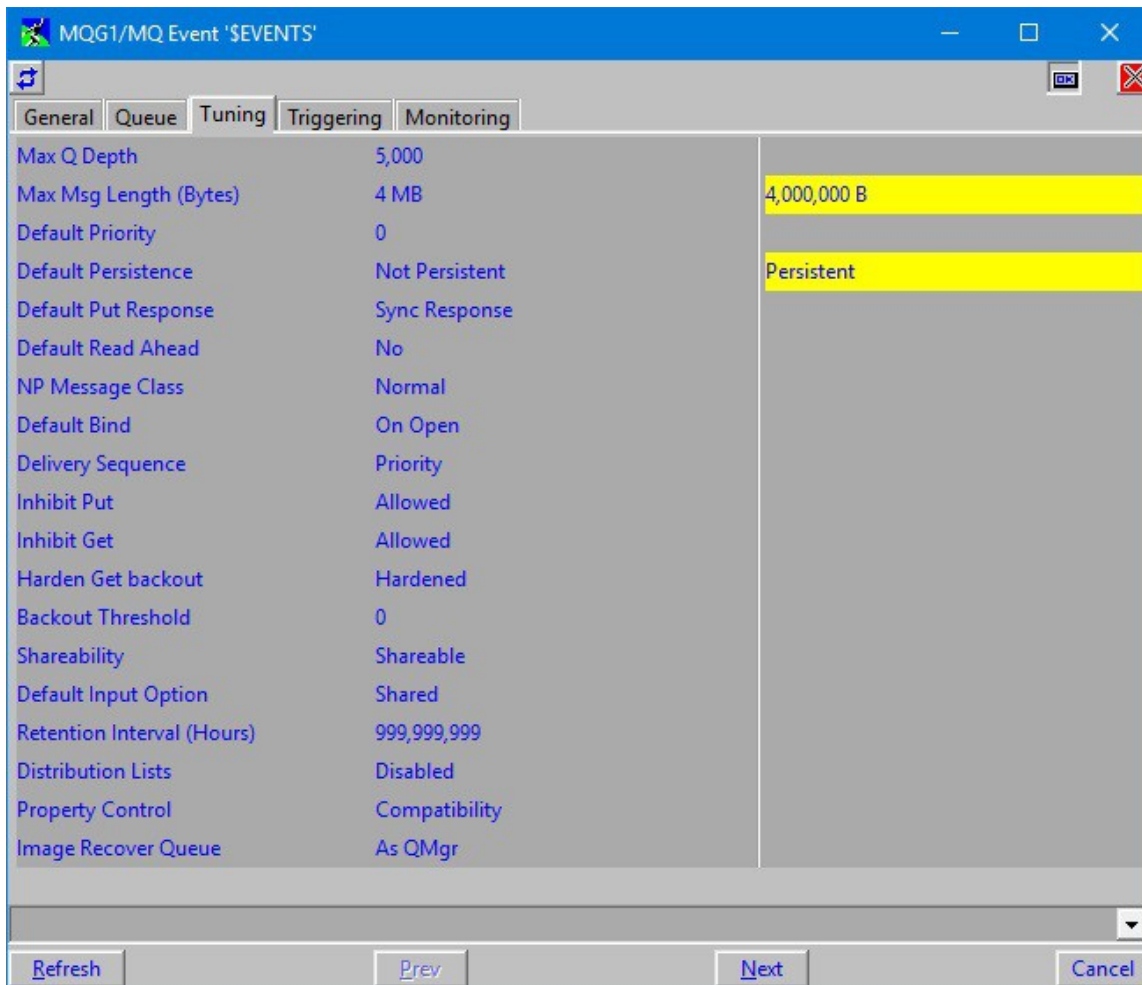 MQG1/MQ Event '$EVENTS'
OK
General Queue Tuning Triggering Monitoring
Max Q Depth 5,000
Max Msg Length (Bytes) 4 MB 4,000,000 B
Default Priority 0
Default Persistence Not Persistent Persistent
Default Put Response Sync Response
Default Read Ahead No
NP Message Class Normal
Default Bind On Open
Delivery Sequence Priority
Inhibit Put Allowed
Inhibit Get Allowed
Harden Get backout Hardened
Backout Threshold 0
Shareability Shareable
Default Input Option Shared
Retention Interval (Hours) 999,999,999
Distribution Lists Disabled
Property Control Compatibility
Image Recover Queue As QMgr
Refresh Prev Next Cancel